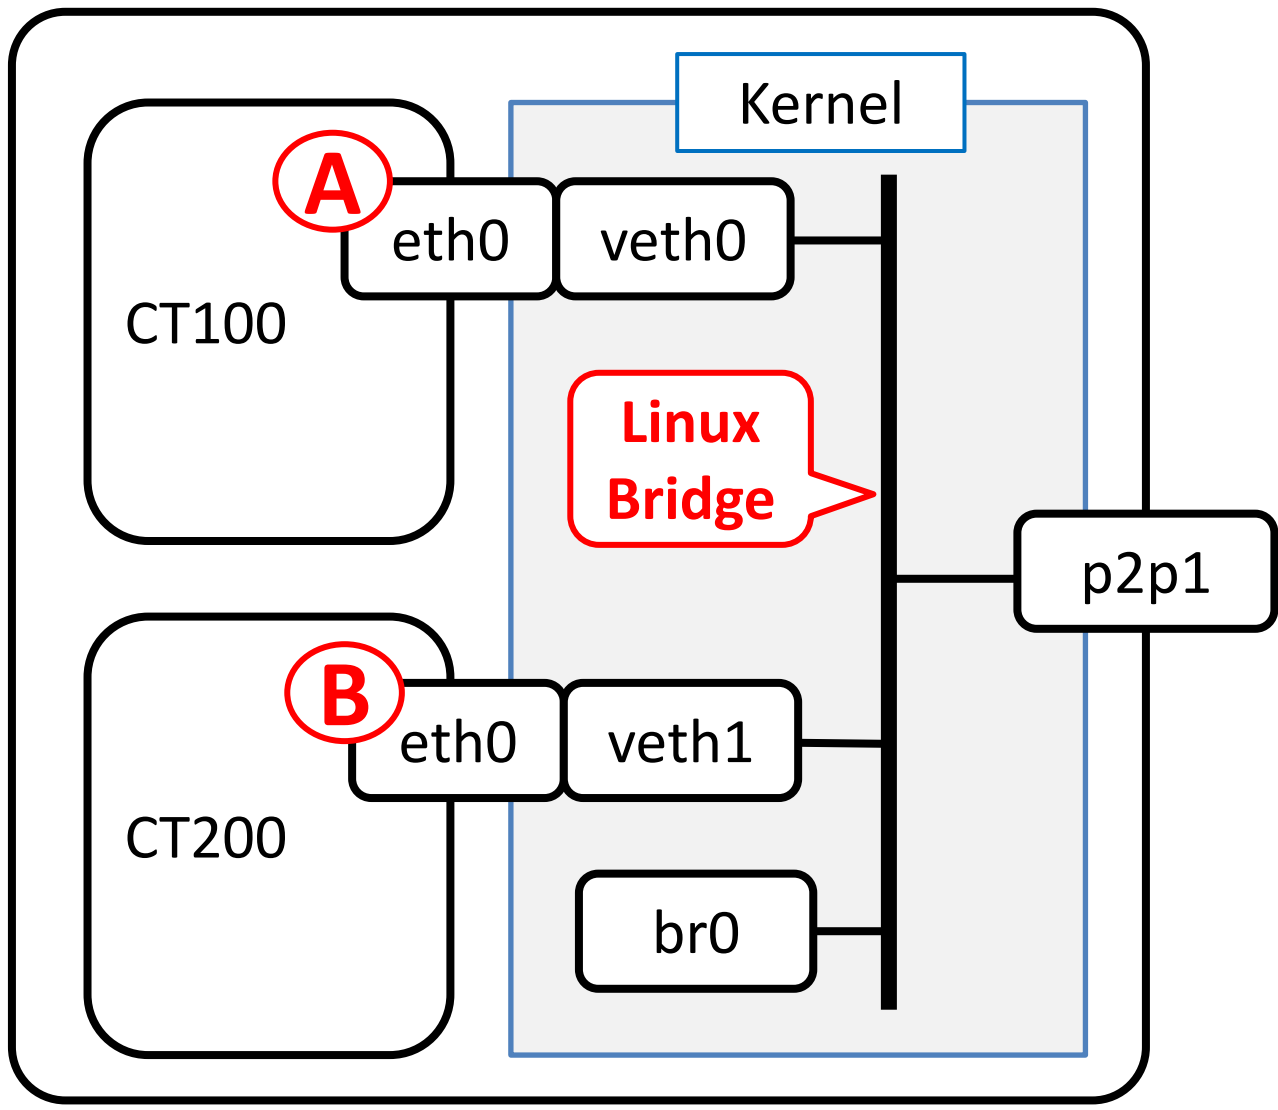 Kernel
A
eth0
veth0
CT100
Linux
Bridge
p2p1
B
eth0
veth1
CT200
br0